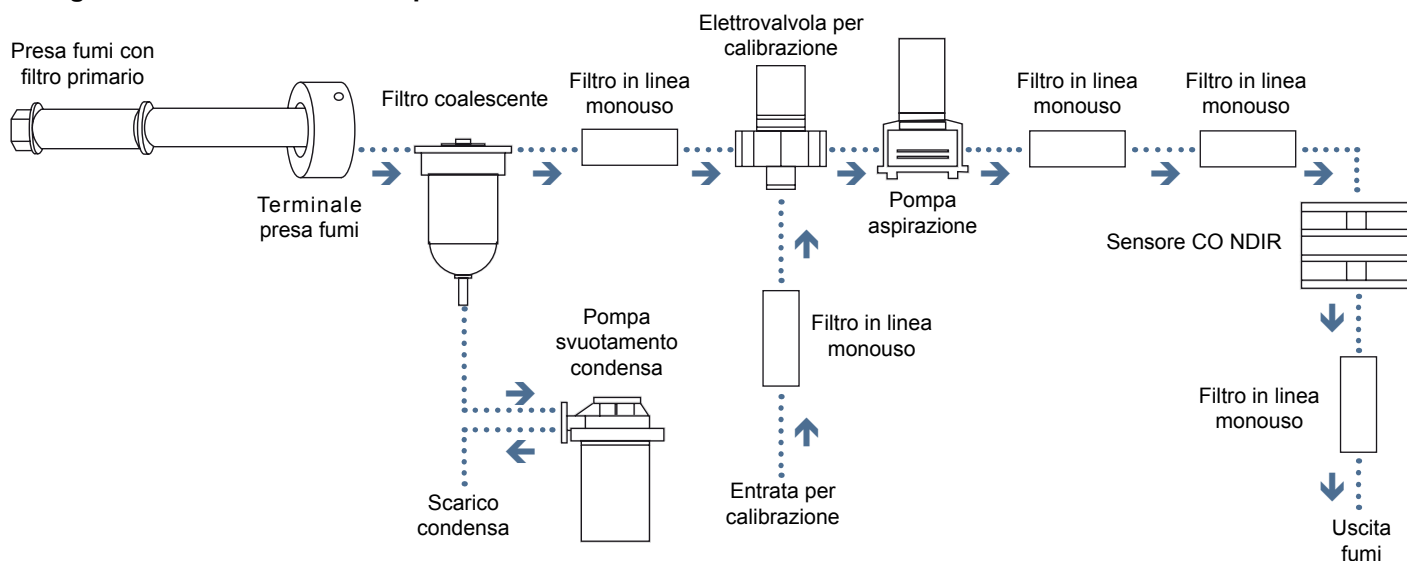 Presa fumi con
filtro primario
Terminale
presa fumi
Filtro coalescente
Filtro in linea
monouso
Elettrovalvola per
calibrazione
Pompa
aspirazione
Filtro in linea
monouso
Filtro in linea
monouso
Sensore CO NDIR
Pompa
svuotamento
condensa
Filtro in linea
monouso
Filtro in linea
monouso
Scarico
condensa
Entrata per
calibrazione
Uscita
fumi